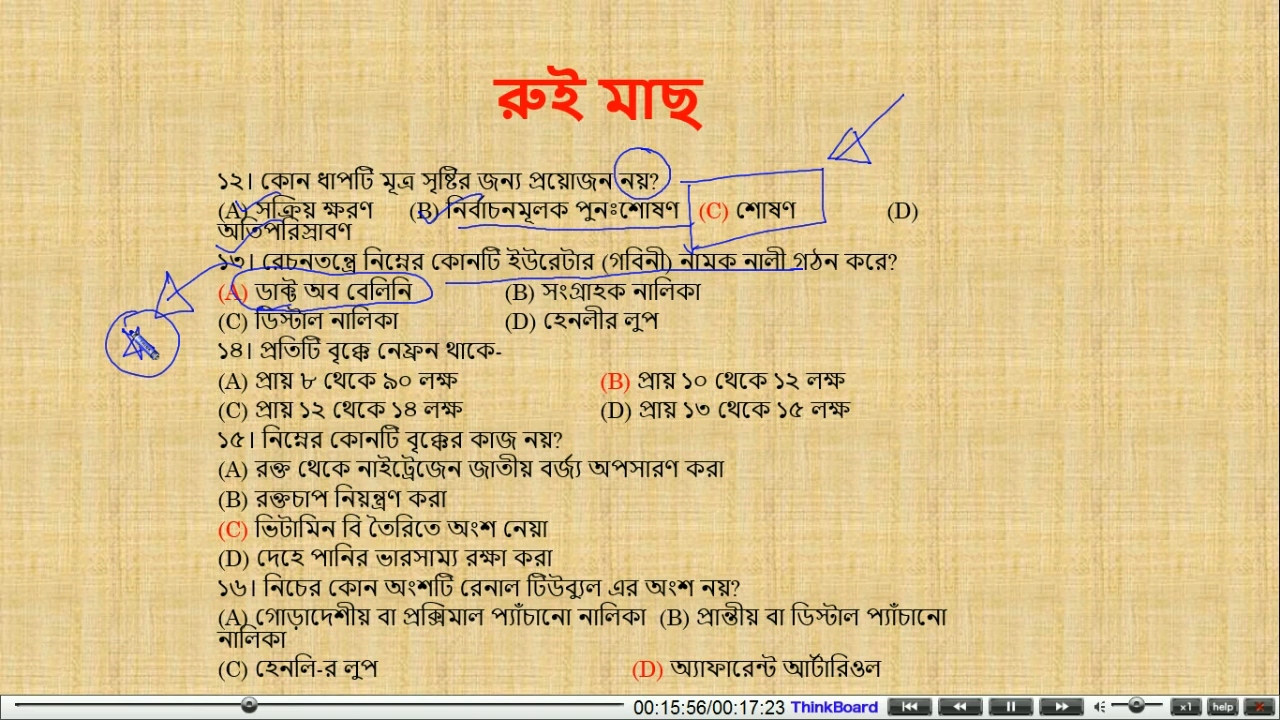 রুই মাছ
১২। কোন ধাপটি মূত্র সৃষ্টির জন্য প্রয়োজন নয়?
(A) সক্রিয় ক্ষরণ (B) নির্বাচনমূলক পুনঃশোষণ (C) শোষণ (D)
অতিপরিস্রাবণ
১৩। রেচনতন্ত্রে নিম্নের কোনটি ইউরেটার (গবিনী) নামক নালী গঠন করে?
(A) ডাক্ট অব বেলিনি (B) সংগ্রাহক নালিকা
(C) ডিস্টাল নালিকা (D) হেনলীর লুপ
১৪। প্রতিটি বৃক্কে নেফ্রন থাকে-
(A) প্রায় ৮ থেকে ৯০ লক্ষ (B) প্রায় ১০ থেকে ১২ লক্ষ
(C) প্রায় ১২ থেকে ১৪ লক্ষ (D) প্রায় ১৩ থেকে ১৫ লক্ষ
১৫। নিম্নের কোনটি বৃক্কের কাজ নয়?
(A) রক্ত থেকে নাইট্রেজেন জাতীয় বর্জ্য অপসারণ করা
(B) রক্তচাপ নিয়ন্ত্রণ করা
(C) ভিটামিন বি তৈরিতে অংশ নেয়া
(D) দেহে পানির ভারসাম্য রক্ষা করা
১৬। নিচের কোন অংশটি রেনাল টিউব্যুল এর অংশ নয়?
(A) গোড়াদেশীয় বা প্রক্সিমাল প্যাঁচানো নালিকা (B) প্রান্তীয় বা ডিস্টাল প্যাঁচানো
নালিকা
(C) হেনলি-র লুপ (D) অ্যাফারেন্ট আর্টারিওল
00:15:56/00:17:23 ThinkBoard x1 help